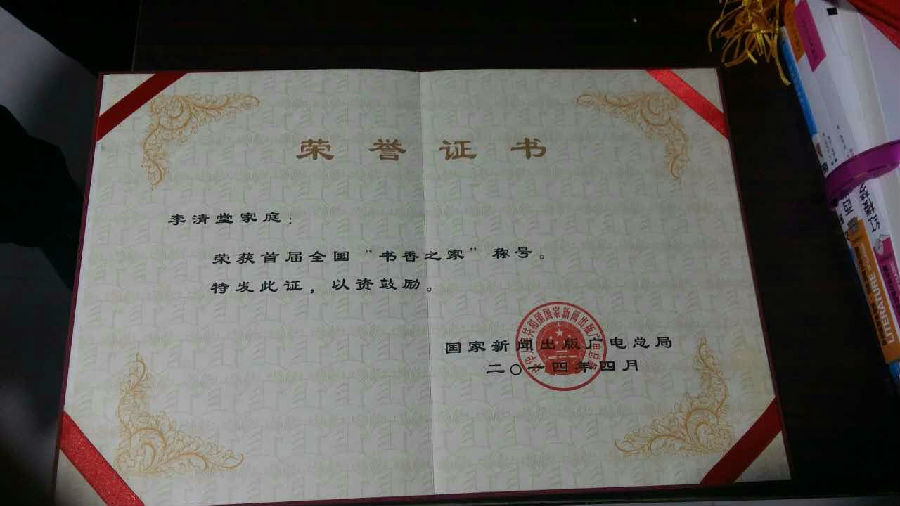 荣誉证书
李清堂家庭：
荣获首届全国“书香之家”称号。
特发此证，以资鼓励。
国家新闻出版广电总局
二〇一四年四月
LITERATURE